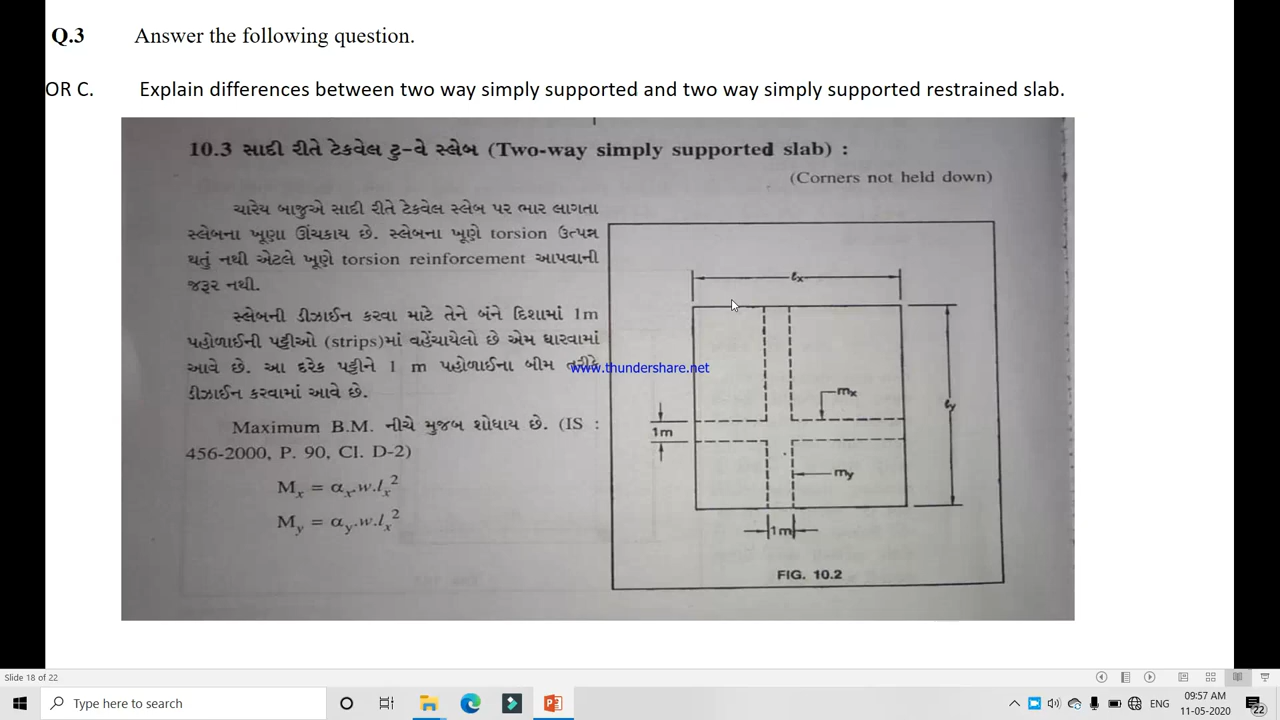 Q.3 Answer the following question.
OR C. Explain differences between two way simply supported and two way simply supported restrained slab.
10.3 સાદી રીતે ટેકવેલ ટુ-વે સ્લેબ (Two-way simply supported slab) :
(Corners not held down)
ચારેય બાજુએ સાદી રીતે ટેકવેલ સ્લેબ પર ભાર લાગતા
સ્લેબના ખૂણા ઊંચકાય છે. સ્લેબના ખૂણે torsion ઉત્પન્ન
થતું નથી એટલે ખૂણે torsion reinforcement આપવાની
જરૂર નથી.
સ્લેબની ડીઝાઈન કરવા માટે તેને બંને દિશામાં 1m
પહોળાઈની પટ્ટીઓ (strips)માં વહેંચાયેલો છે એમ ધારવામાં
આવે છે. આ દરેક પટ્ટીને 1 m પહોળાઈના બીમ તરીકે
ડીઝાઈન કરવામાં આવે છે.
www.thundershare.net
Maximum B.M. નીચે મુજબ શોધાય છે. (IS :
456-2000, P. 90, Cl. D-2)
Mx = αx.w.lx²
My = αy.w.lx²
lx
mx
ly
1m
my
1m
FIG. 10.2
Slide 18 of 22
Type here to search
ENG
09:57 AM
11-05-2020
22